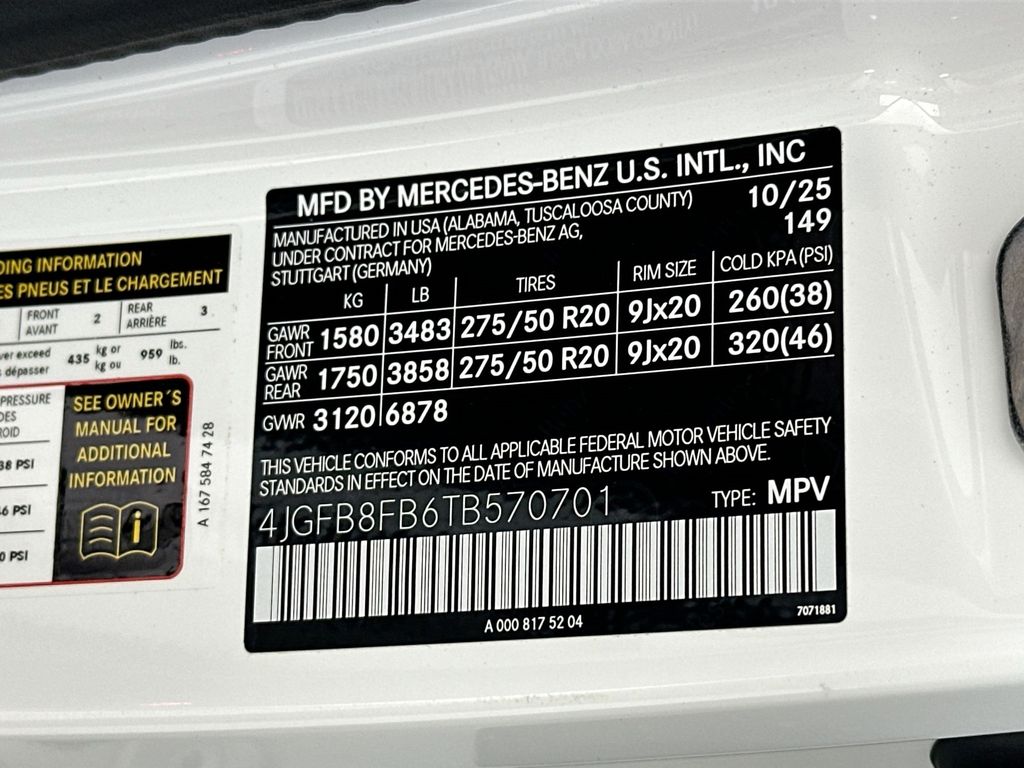 MFD BY MERCEDES-BENZ U.S. INTL., INC
MANUFACTURED IN USA (ALABAMA, TUSCALOOSA COUNTY) 10/25
UNDER CONTRACT FOR MERCEDES-BENZ AG, 149
STUTTGART (GERMANY)
KG LB TIRES RIM SIZE COLD KPA (PSI)
GAWR FRONT 1580 3483 275/50 R20 9Jx20 260(38)
GAWR REAR 1750 3858 275/50 R20 9Jx20 320(46)
GVWR 3120 6878
THIS VEHICLE CONFORMS TO ALL APPLICABLE FEDERAL MOTOR VEHICLE SAFETY
STANDARDS IN EFFECT ON THE DATE OF MANUFACTURE SHOWN ABOVE.
4JGFB8FB6TB570701 TYPE: MPV
7071881
A 000 817 52 04
DING INFORMATION
ES PNEUS ET LE CHARGEMENT
FRONT AVANT 2 REAR ARRIÈRE 3
ver exceed 435 kg or 959 lbs.
dépasser kg ou lb.
PRESSURE
DES
ROID
38 PSI
46 PSI
0 PSI
SEE OWNER´S
MANUAL FOR
ADDITIONAL
INFORMATION
i
A 167 584 74 28